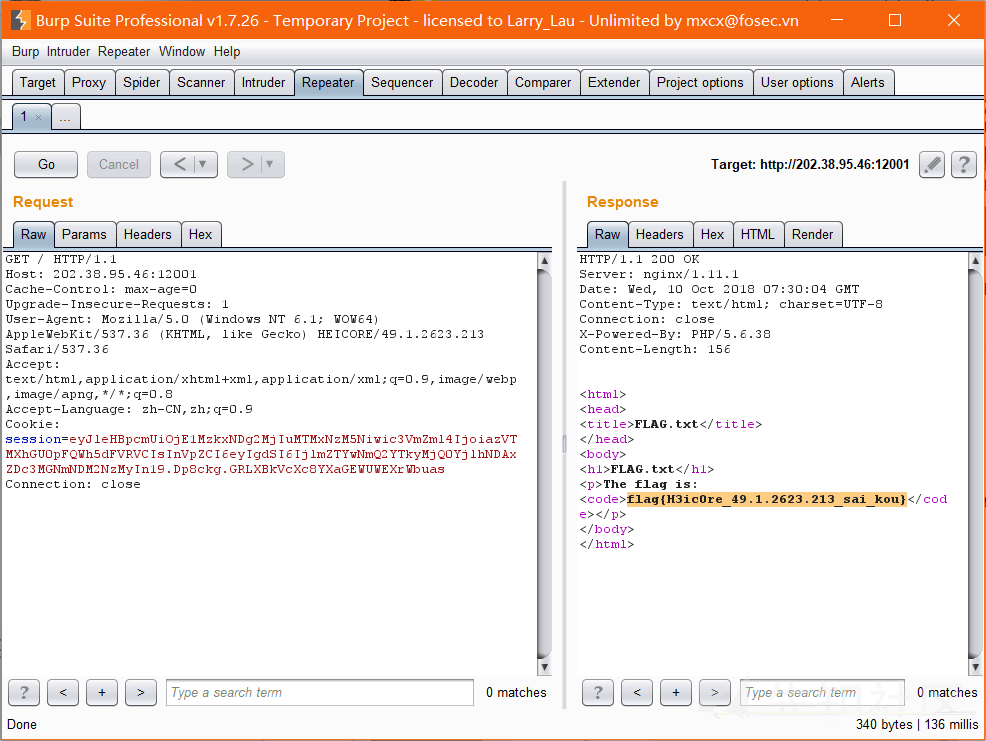 Burp Suite Professional v1.7.26 - Temporary Project - licensed to Larry_Lau - Unlimited by mxcx@fosec.vn
Burp Intruder Repeater Window Help
Target Proxy Spider Scanner Intruder Repeater Sequencer Decoder Comparer Extender Project options User options Alerts
1 × ...
Go Cancel < > Target: http://202.38.95.46:12001 ?
Request
Raw Params Headers Hex
GET / HTTP/1.1
Host: 202.38.95.46:12001
Cache-Control: max-age=0
Upgrade-Insecure-Requests: 1
User-Agent: Mozilla/5.0 (Windows NT 6.1; WOW64)
AppleWebKit/537.36 (KHTML, like Gecko) HEICORE/49.1.2623.213
Safari/537.36
Accept:
text/html,application/xhtml+xml,application/xml;q=0.9,image/webp
,image/apng,*/*;q=0.8
Accept-Language: zh-CN,zh;q=0.9
Cookie:
Connection: close
? < + > Type a search term 0 matches
Response
Raw Headers Hex HTML Render
HTTP/1.1 200 OK
Server: nginx/1.11.1
Date: Wed, 10 Oct 2018 07:30:04 GMT
Content-Type: text/html; charset=UTF-8
Connection: close
X-Powered-By: PHP/5.6.38
Content-Length: 156
<html>
<head>
<title>FLAG.txt</title>
</head>
<body>
<h1>FLAG.txt</h1>
<p>The flag is:
<code>flag{H3ic0re_49.1.2623.213_sai_kou}</cod
e></p>
</body>
</html>
? < + > Type a search term 0 matches
Done 340 bytes | 136 millis